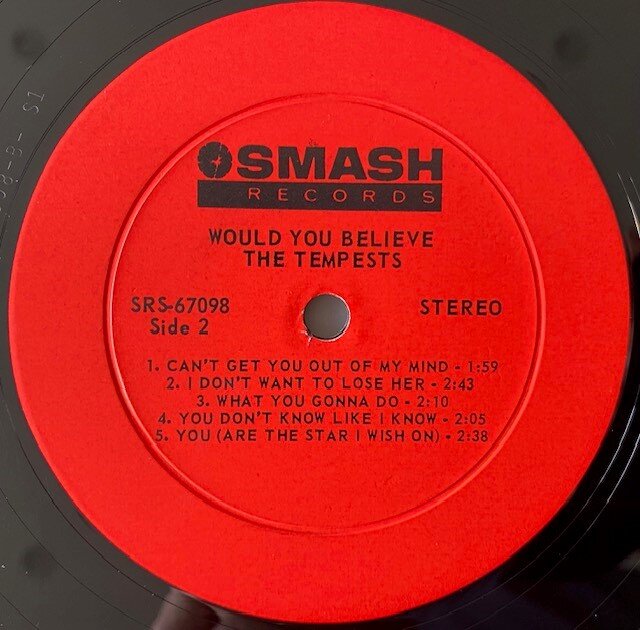 SMASH
RECORDS
WOULD YOU BELIEVE
THE TEMPESTS
SRS-67098
STEREO
Side 2
1. CAN'T GET YOU OUT OF MY MIND - 1:59
2. I DON'T WANT TO LOSE HER - 2:43
3. WHAT YOU GONNA DO - 2:10
4. YOU DON'T KNOW LIKE I KNOW - 2:05
5. YOU (ARE THE STAR I WISH ON) - 2:38